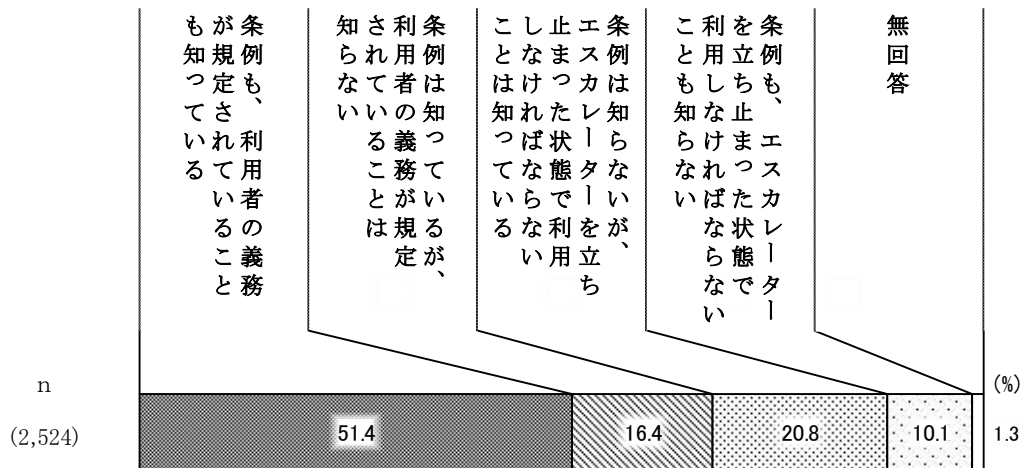 条例も、利用者の義務
が規定されていること
も知っている
条例は知っているが、
利用者の義務が規定
されていることは
知らない
条例は知らないが、
エスカレーターを立ち
止まった状態で利用
しなければならない
ことは知っている
条例も、エスカレーター
を立ち止まった状態で
利用しなければならない
ことも知らない
無回答
n
(%)
(2,524)
51.4
16.4
20.8
10.1
1.3